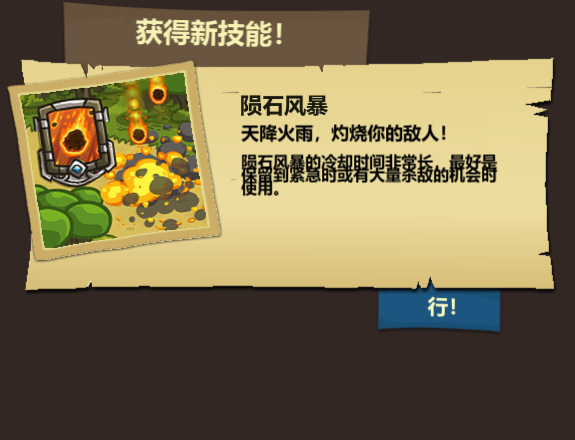 获得新技能！
陨石风暴
天降火雨，灼烧你的敌人！
陨石风暴的冷却时间非常长，最好是
保留到紧急时或有大量杀敌的机会时
使用。
行！